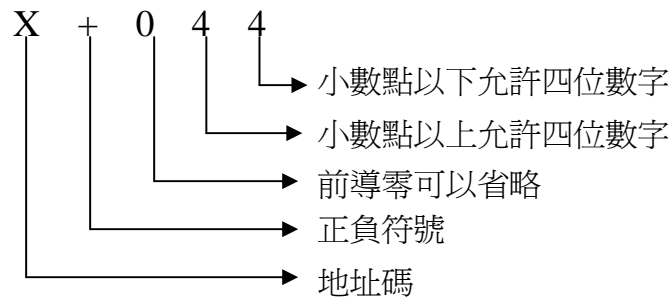 X + 0 4 4
小數點以下允許四位數字
小數點以上允許四位數字
前導零可以省略
正負符號
地址碼